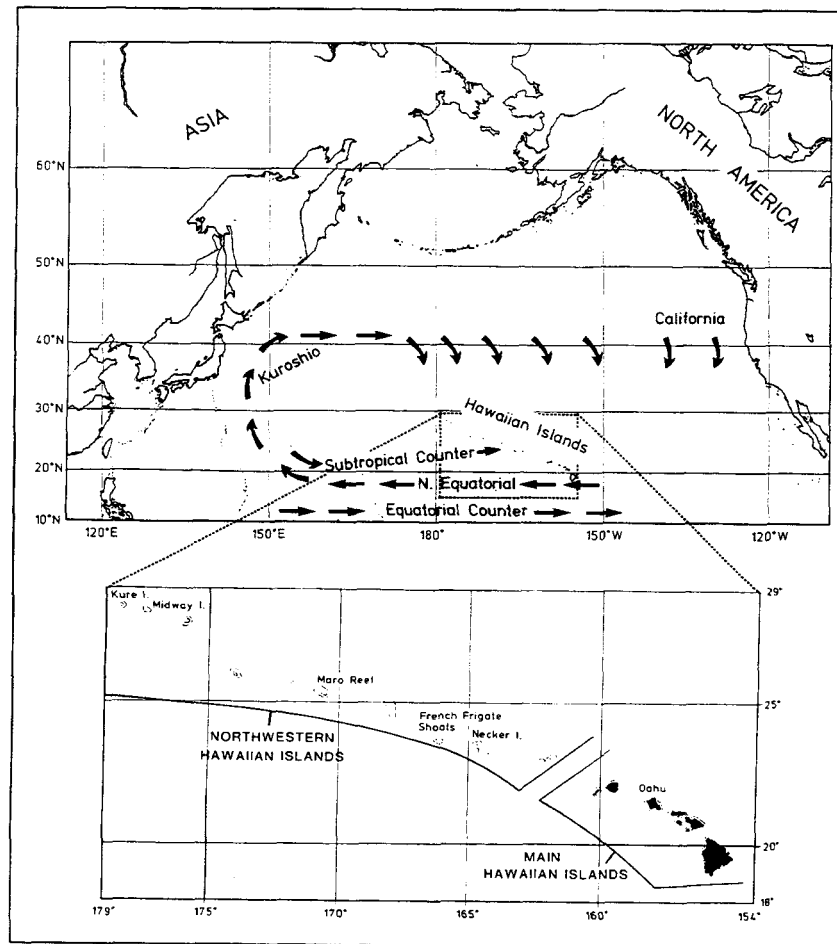 ASIA
NORTH AMERICA
60°N
50°N
40°N
California
Kuroshio
30°N
Hawaiian Islands
Subtropical Counter
20°N
N. Equatorial
10°N
Equatorial Counter
120°E
150°E
180°
150°W
120°W
Kure I.
Midway I.
29°
Maro Reef
25°
French Frigate
Shoals
Necker I.
NORTHWESTERN
HAWAIIAN ISLANDS
Oahu
20°
MAIN
HAWAIIAN ISLANDS
18°
179°
175°
170°
165°
160°
154°